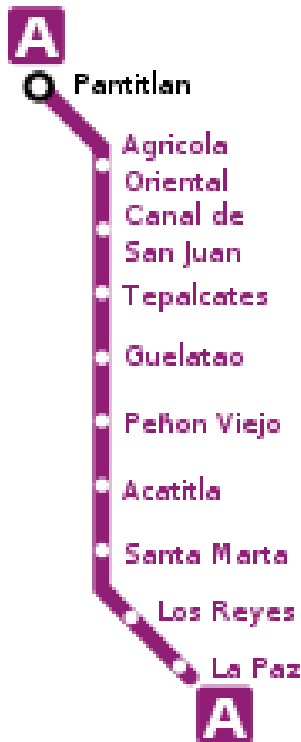 A
Pantitlan
Agricola
Oriental
Canal de
San Juan
Tepalcates
Guelatao
Peñon Viejo
Acatitla
Santa Marta
Los Reyes
La Paz
A